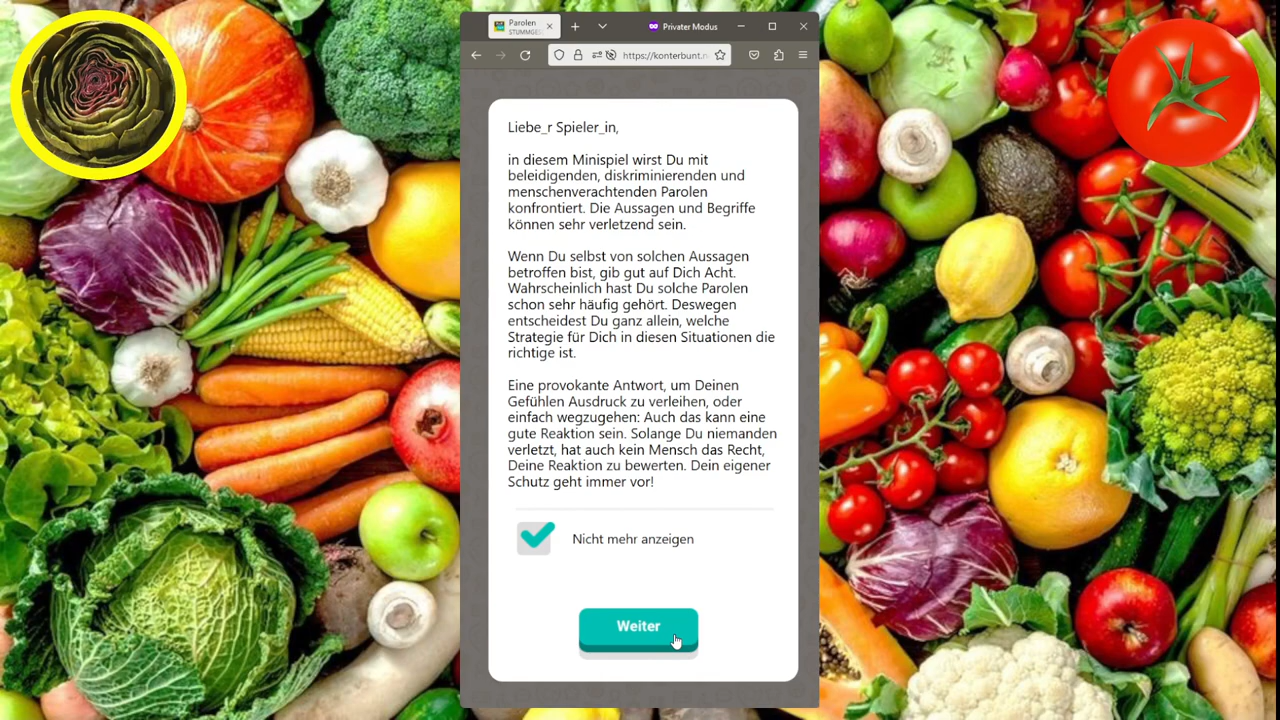 Parolen
STUMMGES
Privater Modus
https://konterbunt.
Liebe_r Spieler_in,
in diesem Minispiel wirst Du mit
beleidigenden, diskriminierenden und
menschenverachtenden Parolen
konfrontiert. Die Aussagen und Begriffe
können sehr verletzend sein.
Wenn Du selbst von solchen Aussagen
betroffen bist, gib gut auf Dich Acht.
Wahrscheinlich hast Du solche Parolen
schon sehr häufig gehört. Deswegen
entscheidest Du ganz allein, welche
Strategie für Dich in diesen Situationen die
richtige ist.
Eine provokante Antwort, um Deinen
Gefühlen Ausdruck zu verleihen, oder
einfach wegzugehen: Auch das kann eine
gute Reaktion sein. Solange Du niemanden
verletzt, hat auch kein Mensch das Recht,
Deine Reaktion zu bewerten. Dein eigener
Schutz geht immer vor!
Nicht mehr anzeigen
Weiter